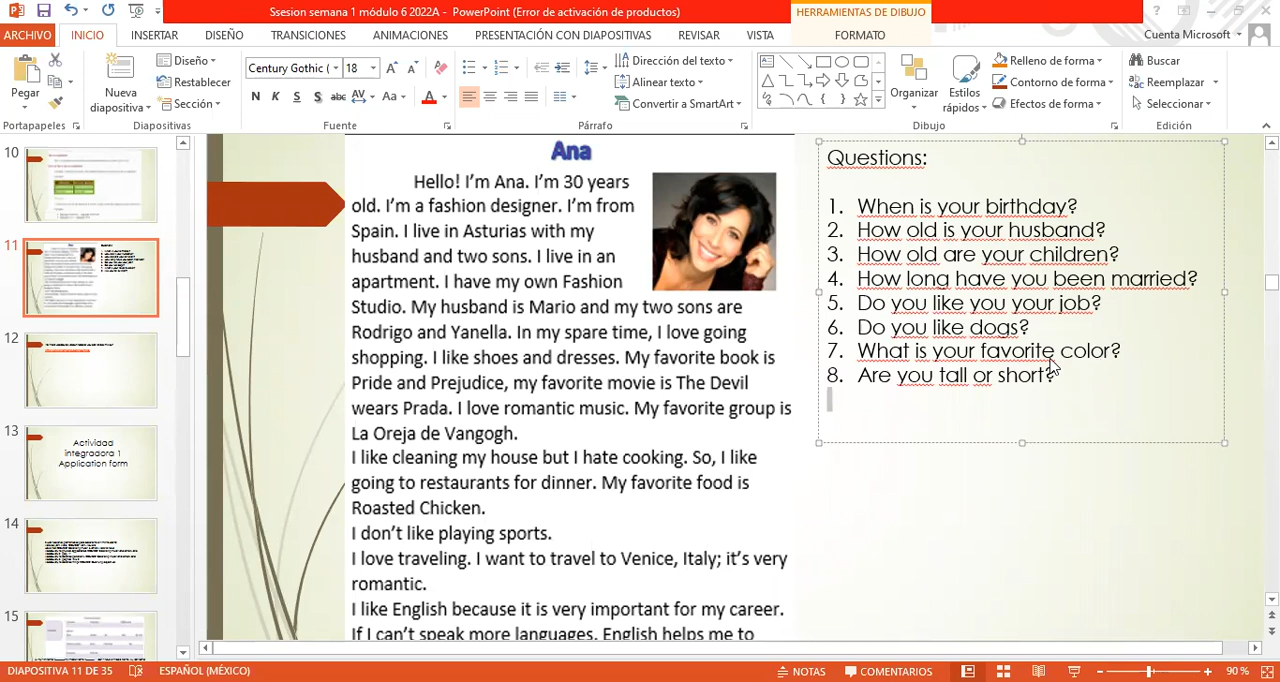 Ssesion semana 1 módulo 6 2022A - PowerPoint (Error de activación de productos)
HERRAMIENTAS DE DIBUJO
ARCHIVO
INICIO
INSERTAR
DISEÑO
TRANSICIONES
ANIMACIONES
PRESENTACIÓN CON DIAPOSITIVAS
REVISAR
VISTA
FORMATO
Cuenta Microsoft
Pegar
Nueva
diapositiva
Diseño
Restablecer
Sección
Century Gothic (
18
N K S S abc AV Aa A
Dirección del texto
Alinear texto
Convertir a SmartArt
Organizar
Estilos
rápidos
Relleno de forma
Contorno de forma
Efectos de forma
Buscar
Reemplazar
Seleccionar
Portapapeles
Diapositivas
Fuente
Párrafo
Dibujo
Edición
10
11
12
13
Actividad
integradora 1
Application form
14
15
Ana
Hello! I'm Ana. I'm 30 years
old. I'm a fashion designer. I'm from
Spain. I live in Asturias with my
husband and two sons. I live in an
apartment. I have my own Fashion
Studio. My husband is Mario and my two sons are
Rodrigo and Yanella. In my spare time, I love going
shopping. I like shoes and dresses. My favorite book is
Pride and Prejudice, my favorite movie is The Devil
wears Prada. I love romantic music. My favorite group is
La Oreja de Vangogh.
I like cleaning my house but I hate cooking. So, I like
going to restaurants for dinner. My favorite food is
Roasted Chicken.
I don't like playing sports.
I love traveling. I want to travel to Venice, Italy; it's very
romantic.
I like English because it is very important for my career.
If I can't speak more languages. English helps me to
Questions:
1. When is your birthday?
2. How old is your husband?
3. How old are your children?
4. How long have you been married?
5. Do you like you your job?
6. Do you like dogs?
7. What is your favorite color?
8. Are you tall or short?
DIAPOSITIVA 11 DE 35
ESPAÑOL (MÉXICO)
NOTAS
COMENTARIOS
90 %